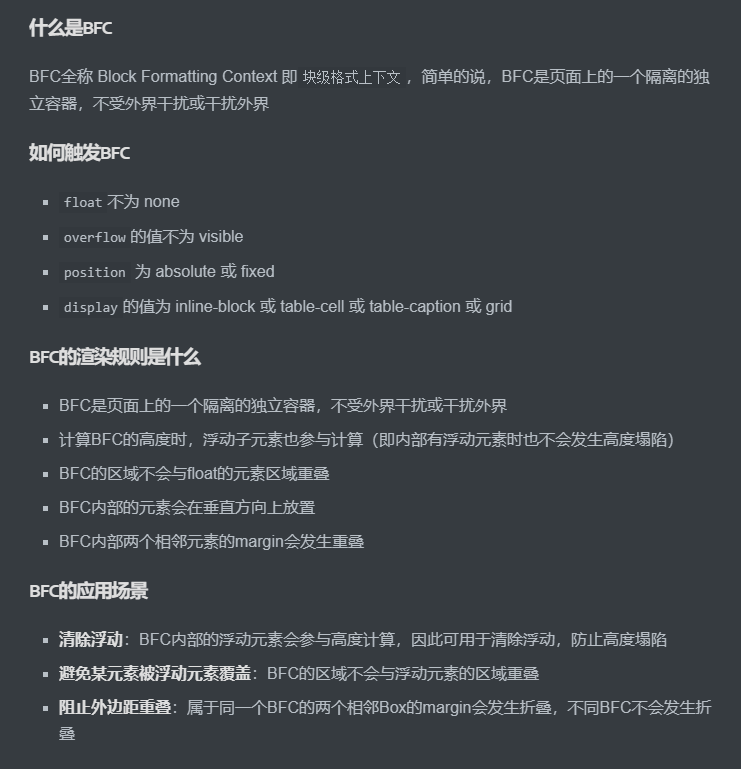 什么是BFC
BFC全称 Block Formatting Context 即 块级格式上下文 ，简单的说，BFC是页面上的一个隔离的独
立容器，不受外界干扰或干扰外界
如何触发BFC
float 不为 none
overflow 的值不为 visible
position 为 absolute 或 fixed
display 的值为 inline-block 或 table-cell 或 table-caption 或 grid
BFC的渲染规则是什么
BFC是页面上的一个隔离的独立容器，不受外界干扰或干扰外界
计算BFC的高度时，浮动子元素也参与计算（即内部有浮动元素时也不会发生高度塌陷）
BFC的区域不会与float的元素区域重叠
BFC内部的元素会在垂直方向上放置
BFC内部两个相邻元素的margin会发生重叠
BFC的应用场景
清除浮动：BFC内部的浮动元素会参与高度计算，因此可用于清除浮动，防止高度塌陷
避免某元素被浮动元素覆盖：BFC的区域不会与浮动元素的区域重叠
阻止外边距重叠：属于同一个BFC的两个相邻Box的margin会发生折叠，不同BFC不会发生折
叠